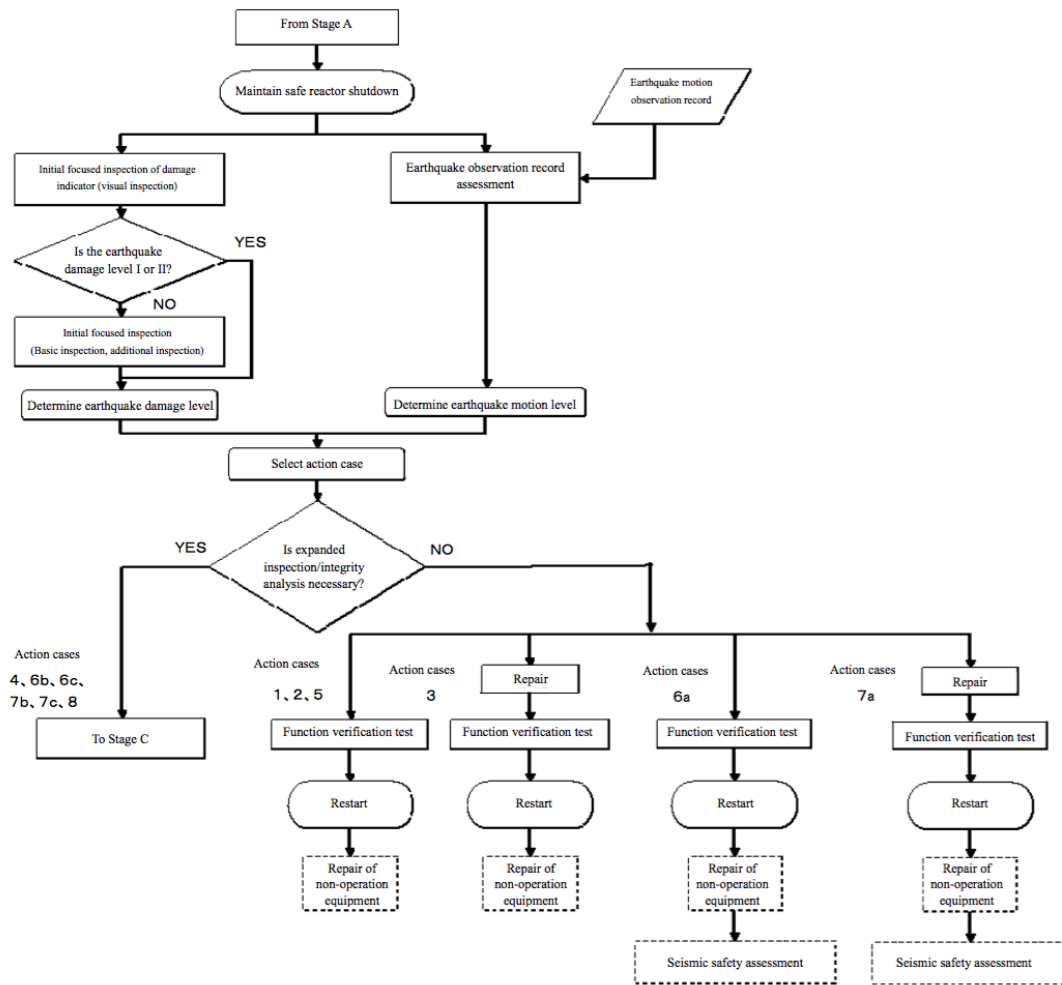 From Stage A
Maintain safe reactor shutdown
Earthquake motion
observation record
Initial focused inspection of damage
indicator (visual inspection)
Earthquake observation record
assessment
Is the earthquake
damage level I or II?
YES
NO
Initial focused inspection
(Basic inspection, additional inspection)
Determine earthquake damage level
Determine earthquake motion level
Select action case
YES
Is expanded
inspection/integrity
analysis necessary?
NO
Action cases
4、6b、6c、
7b、7c、8
To Stage C
Action cases
1、2、5
Function verification test
Restart
Repair of
non-operation
equipment
Action cases
3
Repair
Function verification test
Restart
Repair of
non-operation
equipment
Action cases
6a
Function verification test
Restart
Repair of
non-operation
equipment
Seismic safety assessment
Action cases
7a
Repair
Function verification test
Restart
Repair of
non-operation
equipment
Seismic safety assessment